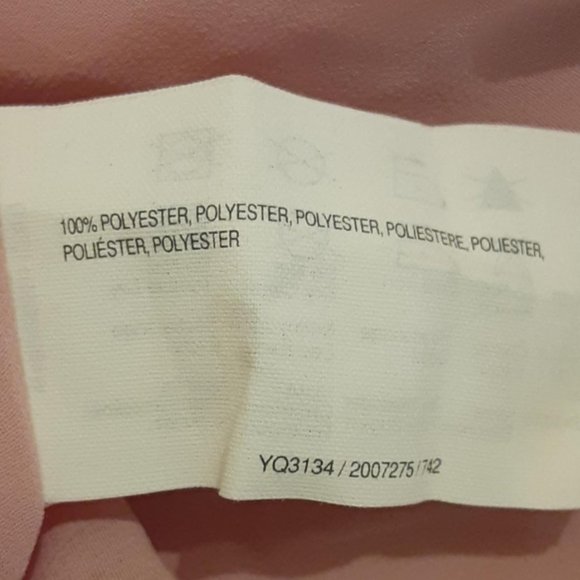 100% POLYESTER, POLYESTER, POLYESTER, POLIESTERE, POLIESTER,
POLIÉSTER, POLYESTER
YQ3134 / 2007275 / 742